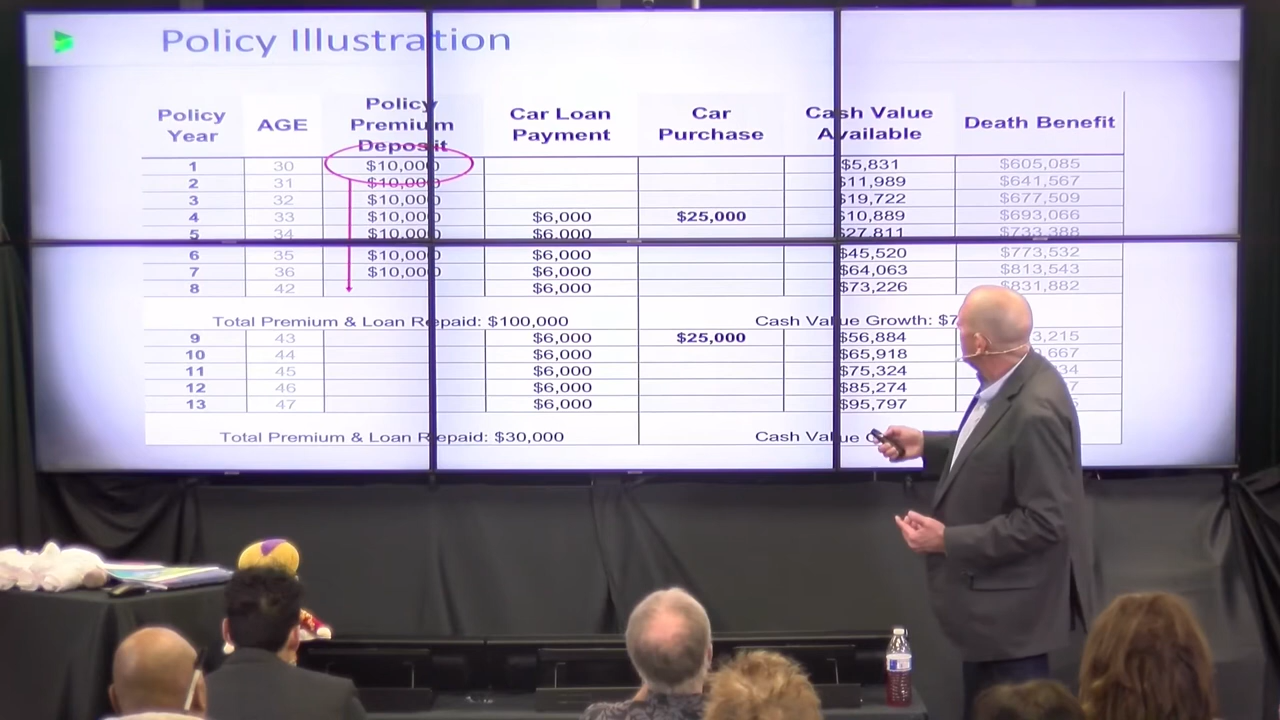 Policy Illustration
Policy Year AGE Policy Premium Deposit Car Loan Payment Car Purchase Cash Value Available Death Benefit
1 30 $10,000 $5,831 $605,085
2 31 $10,000 $11,989 $641,567
3 32 $10,000 $19,722 $677,509
4 33 $10,000 $6,000 $25,000 $10,889 $693,066
5 34 $10,000 $6,000 $27,811 $733,388
6 35 $10,000 $6,000 $45,520 $773,532
7 36 $10,000 $6,000 $64,063 $813,543
8 42 $6,000 $73,226 $831,882
Total Premium & Loan Repaid: $100,000 Cash Value Growth:
9 43 $6,000 $25,000 $56,884
10 44 $6,000 $65,918
11 45 $6,000 $75,324
12 46 $6,000 $85,274
13 47 $6,000 $95,797
Total Premium & Loan Repaid: $30,000 Cash Value